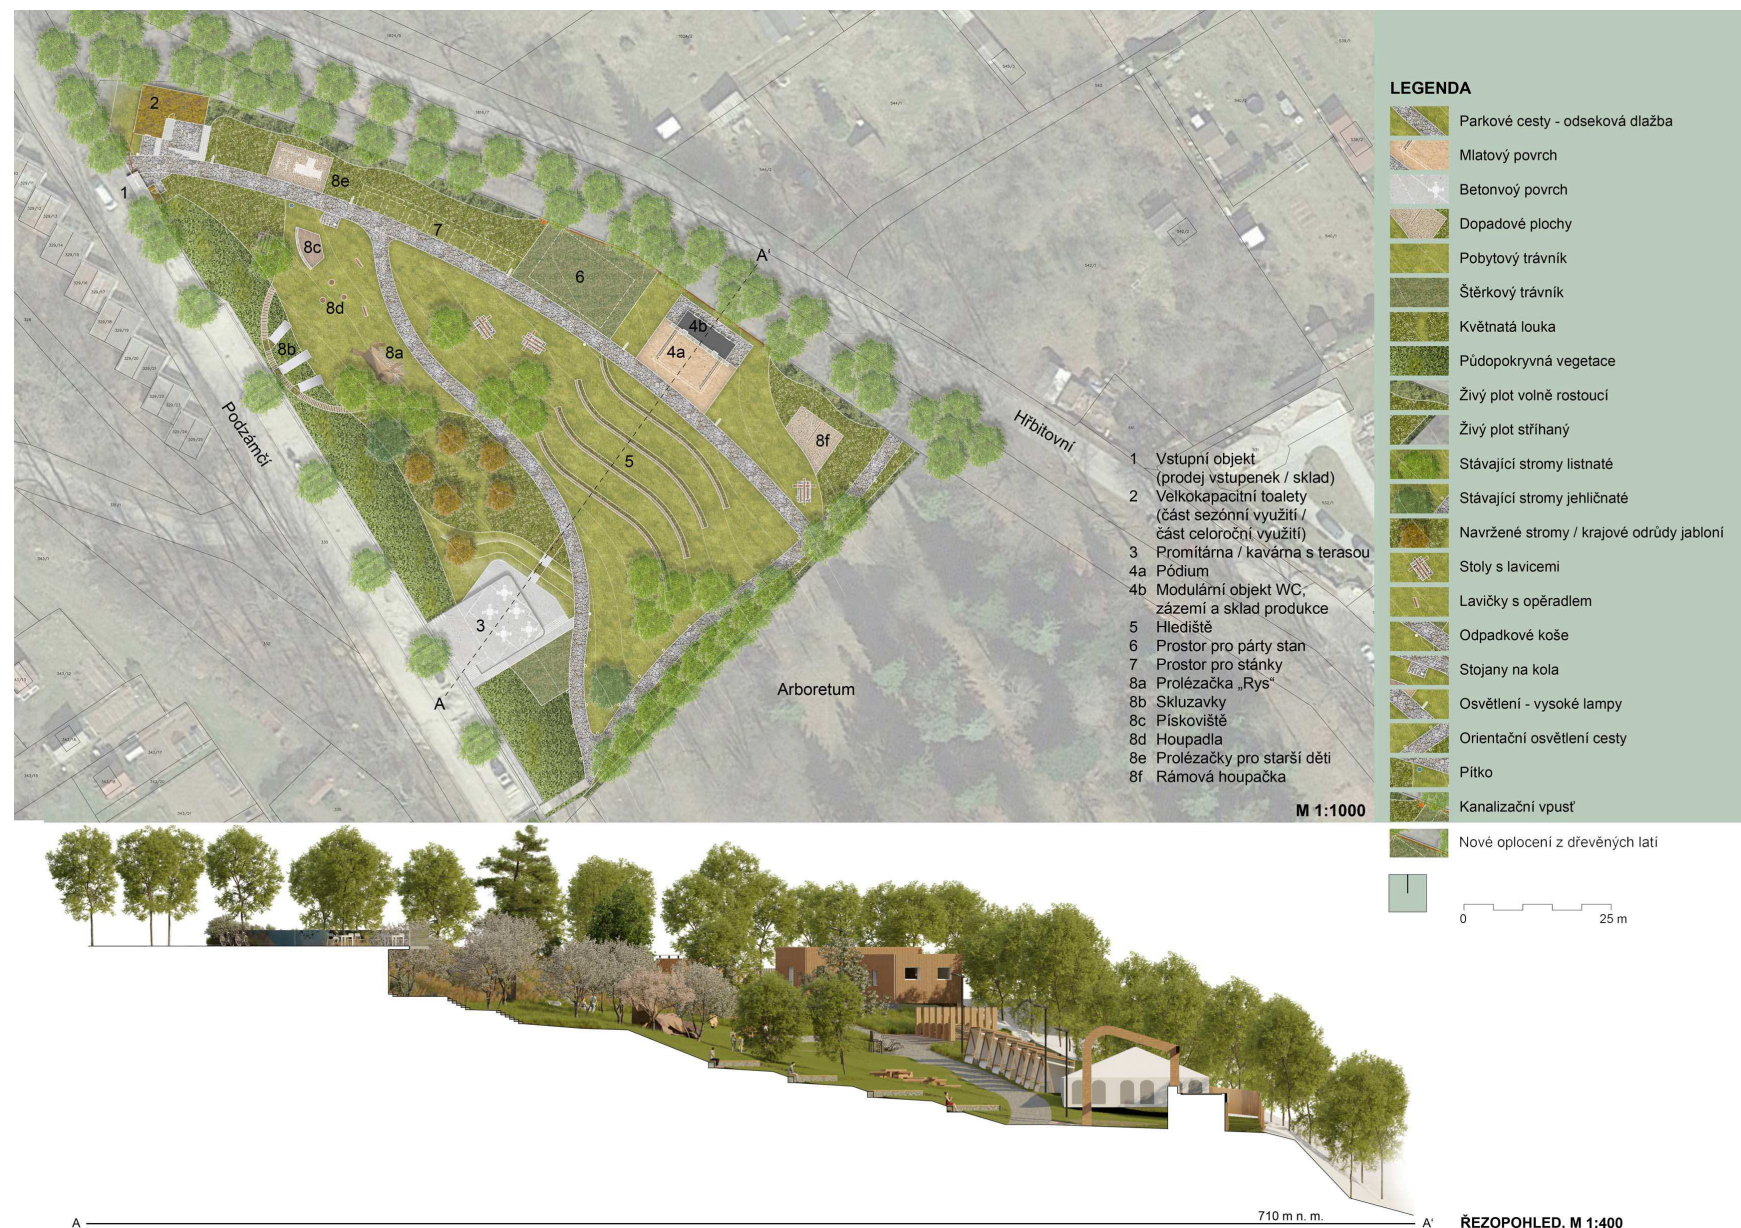 2
1
8e
7
8c
A'
6
8d
4b
8b
8a
4a
Podzámčí
Hřbitovní
8f
5
3
A
Arboretum
1 Vstupní objekt
(prodej vstupenek / sklad)
2 Velkokapacitní toalety
(část sezónní využití /
část celoroční využití)
3 Promítárna / kavárna s terasou
4a Pódium
4b Modulární objekt WC,
zázemí a sklad produkce
5 Hlediště
6 Prostor pro párty stan
7 Prostor pro stánky
8a Prolézačka „Rys“
8b Skluzavky
8c Pískoviště
8d Houpadla
8e Prolézačky pro starší děti
8f Rámová houpačka
M 1:1000
LEGENDA
Parkové cesty - odseková dlažba
Mlatový povrch
Betonvoý povrch
Dopadové plochy
Pobytový trávník
Štěrkový trávník
Květnatá louka
Půdopokryvná vegetace
Živý plot volně rostoucí
Živý plot stříhaný
Stávající stromy listnaté
Stávající stromy jehličnaté
Navržené stromy / krajové odrůdy jabloní
Stoly s lavicemi
Lavičky s opěradlem
Odpadkové koše
Stojany na kola
Osvětlení - vysoké lampy
Orientační osvětlení cesty
Pítko
Kanalizační vpusť
Nové oplocení z dřevěných latí
0 25 m
710 m n. m.
A A'
ŘEZOPOHLED, M 1:400